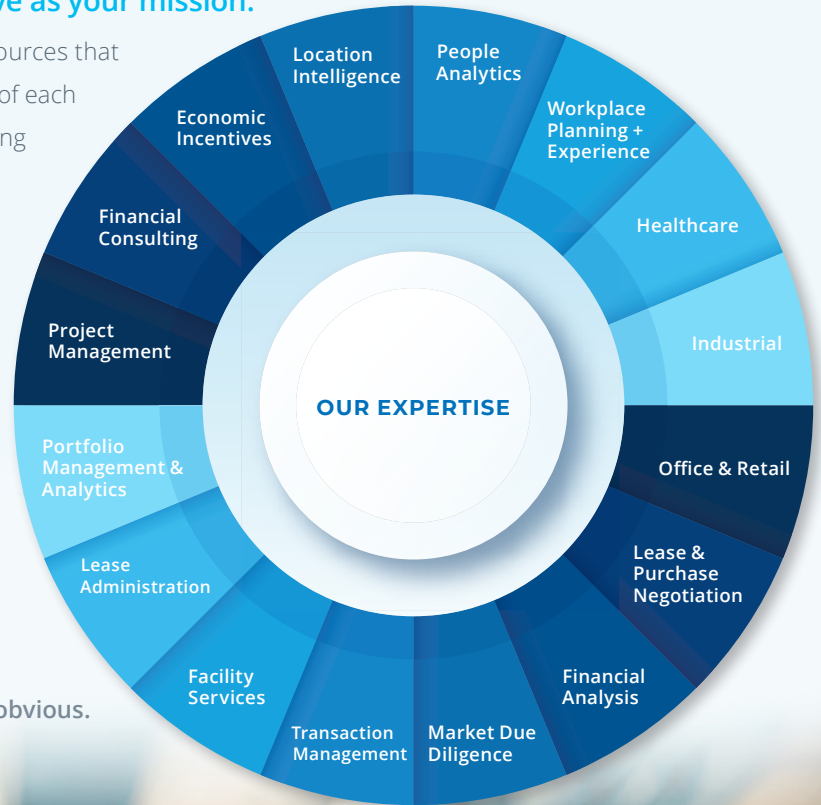 ve as your mission.
ources that
of each
ng
Location
Intelligence
People
Analytics
Workplace
Planning +
Experience
Healthcare
Industrial
Office & Retail
Lease &
Purchase
Negotiation
Financial
Analysis
Market Due
Diligence
Transaction
Management
Facility
Services
Lease
Administration
Portfolio
Management &
Analytics
Project
Management
Financial
Consulting
Economic
Incentives
OUR EXPERTISE
obvious.